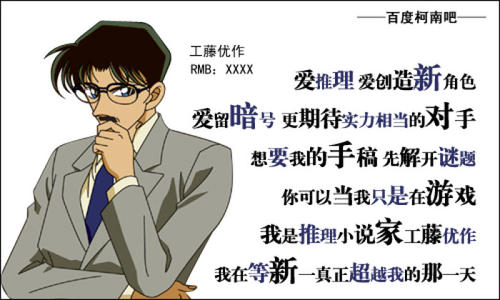 ——百度柯南吧——
工藤优作
RMB：XXXX
爱推理 爱创造新角色
爱留暗号 更期待实力相当的对手
想要我的手稿 先解开谜题
你可以当我只是在游戏
我是推理小说家工藤优作
我在等新一真正超越我的那一天